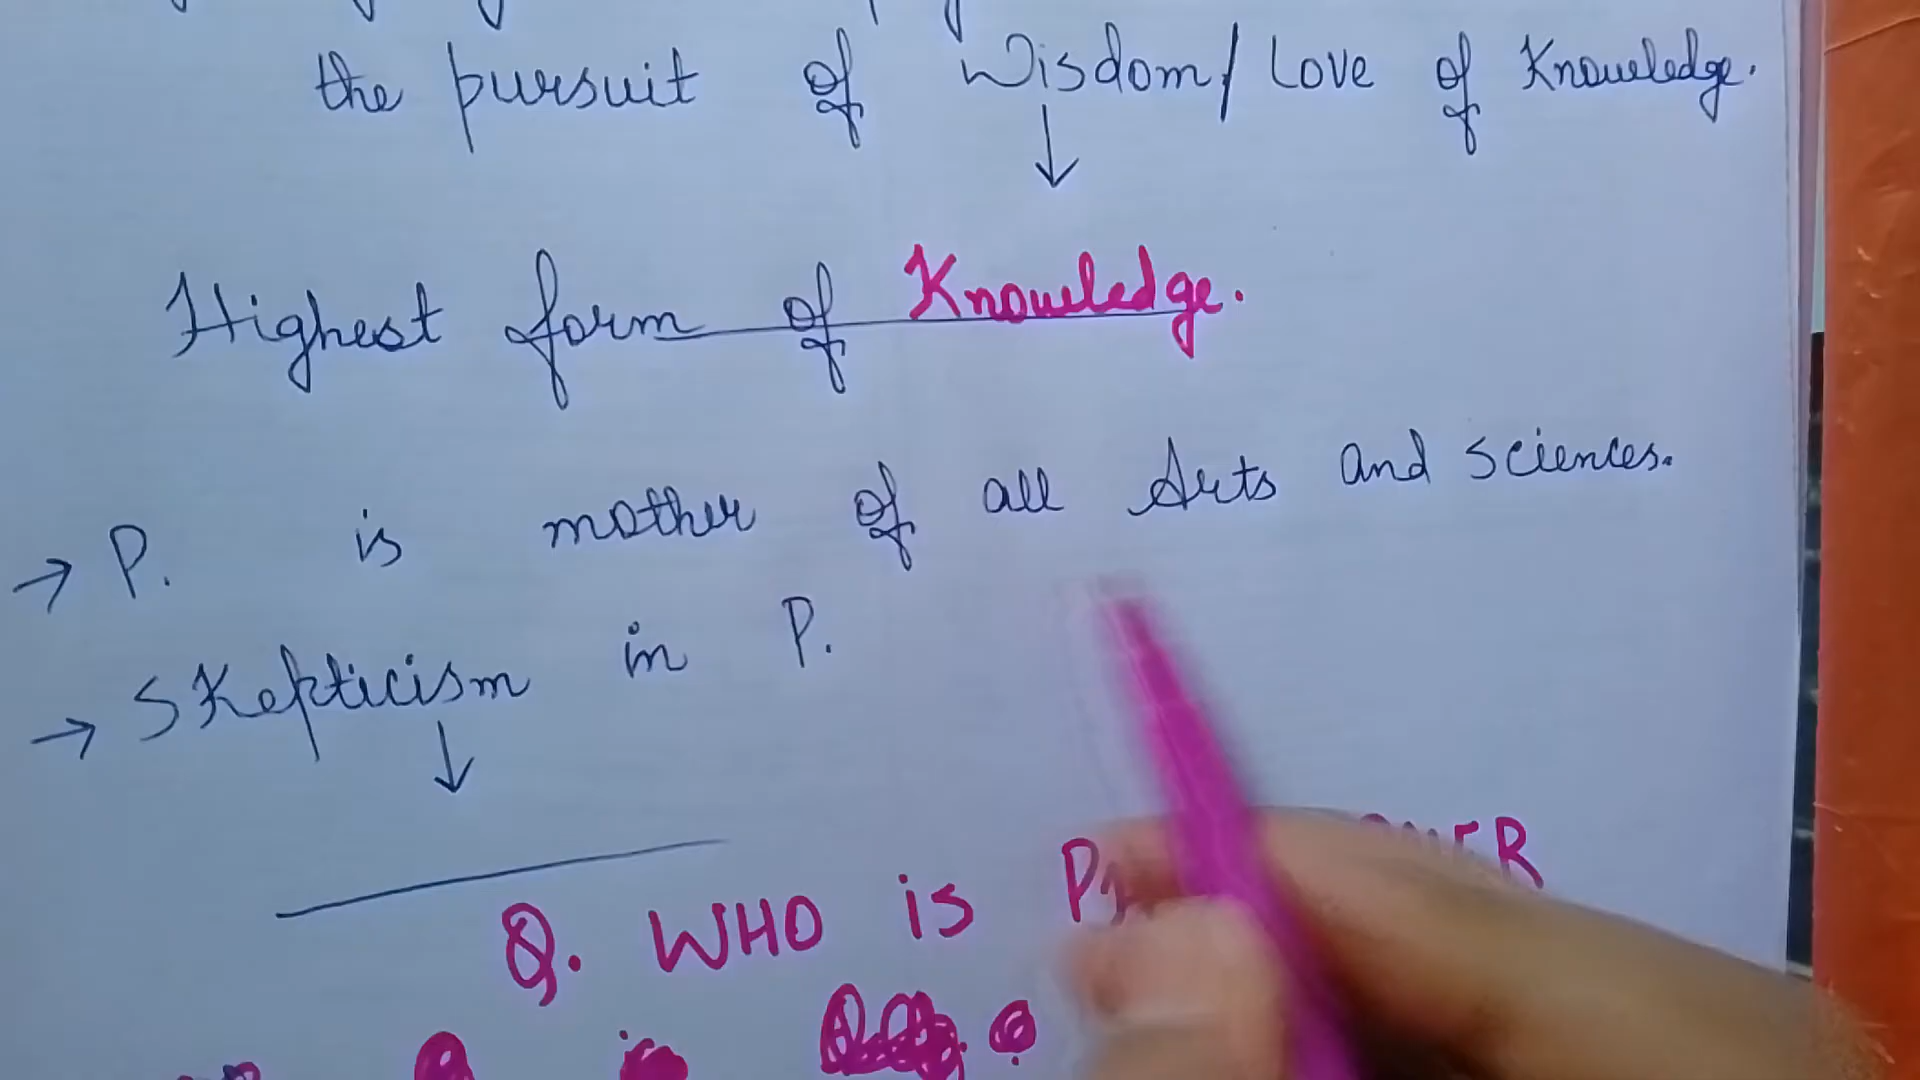 the pursuit of Wisdom/Love of Knowledge.
Highest form of Knowledge.
→ P. is mother of all Arts and Sciences.
→ Skepticism in P.
Q. WHO is